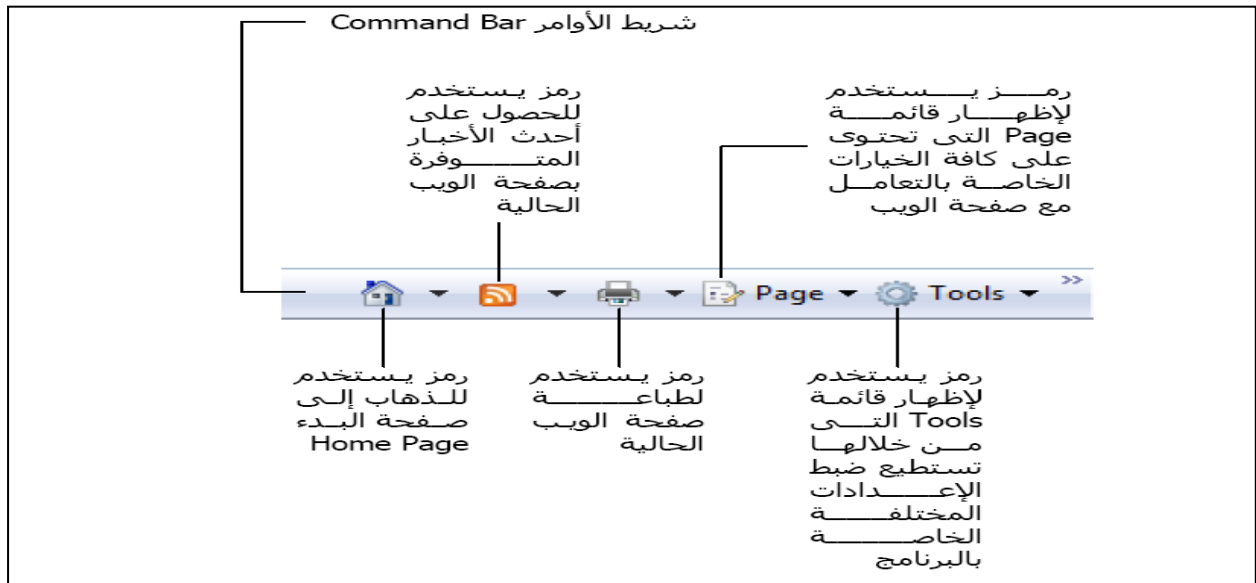 شريط الأوامر Command Bar
رمز يستخدم
لإظهار قائمة
Page التى تحتوى
على كافة الخيارات
الخاصة بالتعامل
مع صفحة الويب
رمز يستخدم
للحصول على
أحدث الأخبار
المتوفرة
بصفحة الويب
الحالية
Page Tools »
رمز يستخدم
للذهاب إلى
صفحة البدء
Home Page
رمز يستخدم
لطباعة
صفحة الويب
الحالية
رمز يستخدم
لإظهار قائمة
Tools التى
من خلالها
تستطيع ضبط
الإعدادات
المختلفة
الخاصة
بالبرنامج